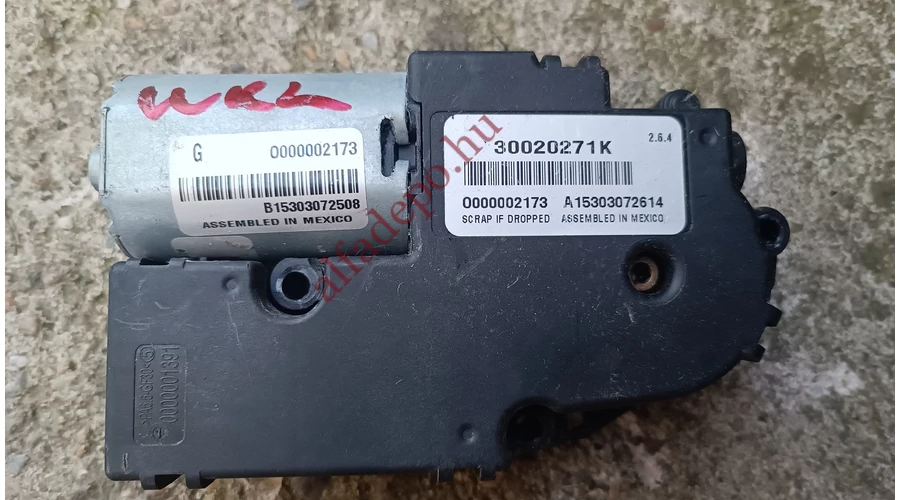 WKL
G 0000002173
B15303072508
ASSEMBLED IN MEXICO
30020271K 2.6.4
0000002173 A15303072614
SCRAP IF DROPPED ASSEMBLED IN MEXICO
alfadepo.hu
0000001391